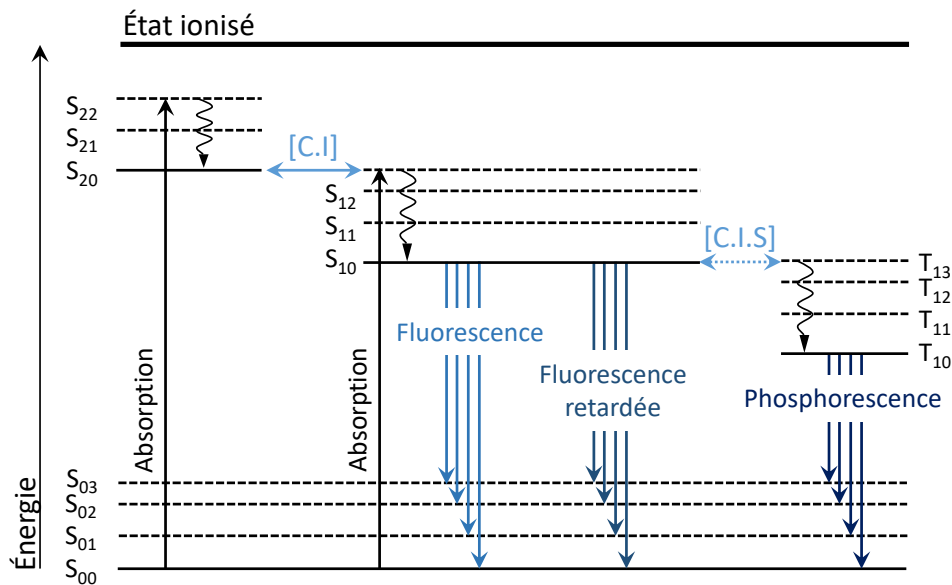 État ionisé
S22
S21
S20
[C.I]
S12
S11
S10
[C.I.S]
T13
T12
T11
T10
Fluorescence
Fluorescence
retardée
Phosphorescence
Absorption
Absorption
Énergie
S03
S02
S01
S00